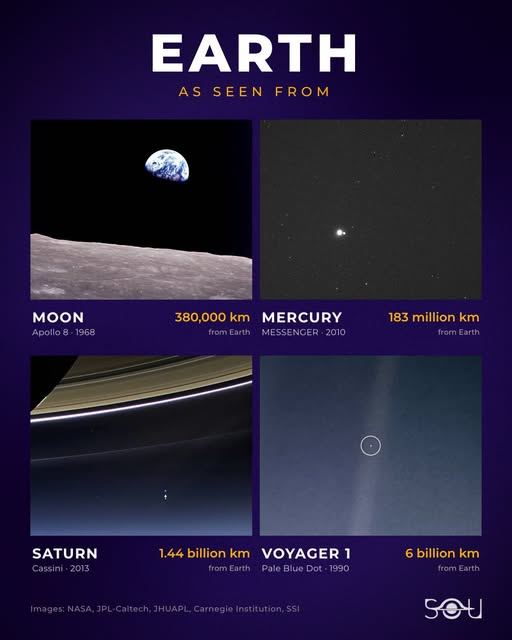 EARTH
AS SEEN FROM
MOON
380,000 km
Apollo 8 · 1968
from Earth
MERCURY
183 million km
MESSENGER · 2010
from Earth
SATURN
1.44 billion km
Cassini · 2013
from Earth
VOYAGER 1
6 billion km
Pale Blue Dot · 1990
from Earth
Images: NASA, JPL-Caltech, JHUAPL, Carnegie Institution, SSI
SOU